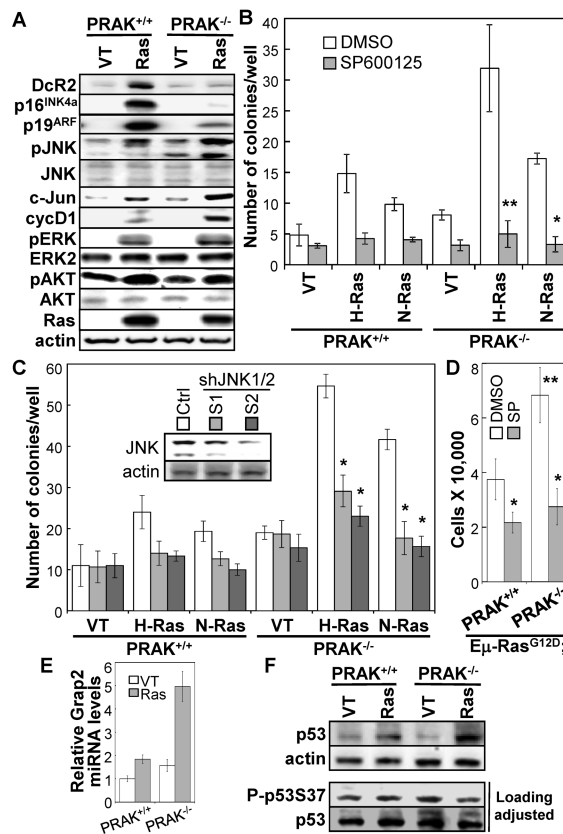 A
PRAK+/+ PRAK-/-
VT Ras VT Ras
DcR2
p16INK4a
p19ARF
pJNK
JNK
c-Jun
cycD1
pERK
ERK2
pAKT
AKT
Ras
actin
B
Number of colonies/well
40
35
30
25
20
15
10
5
0
DMSO
SP600125
** *
VT H-Ras N-Ras VT H-Ras N-Ras
PRAK+/+ PRAK-/-
C
Number of colonies/well
60
50
40
30
20
10
0
shJNK1/2
Ctrl S1 S2
JNK
actin
* * * *
VT H-Ras N-Ras VT H-Ras N-Ras
PRAK+/+ PRAK-/-
D
Cells X 10,000
8
6
4
2
0
DMSO
SP
* ** *
PRAK+/+ PRAK-/-
Eµ-RasG12D;
E
Relative Grap2
miRNA levels
6
5
4
3
2
1
0
VT
Ras
PRAK+/+ PRAK-/-
F
PRAK+/+ PRAK-/-
VT Ras VT Ras
p53
actin
P-p53S37
p53
Loading
adjusted